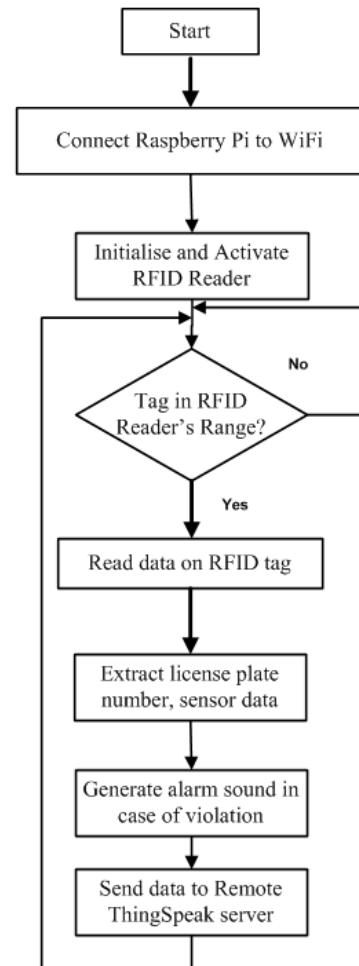 Start
Connect Raspberry Pi to WiFi
Initialise and Activate
RFID Reader
No
Tag in RFID
Reader's Range?
Yes
Read data on RFID tag
Extract license plate
number, sensor data
Generate alarm sound in
case of violation
Send data to Remote
ThingSpeak server